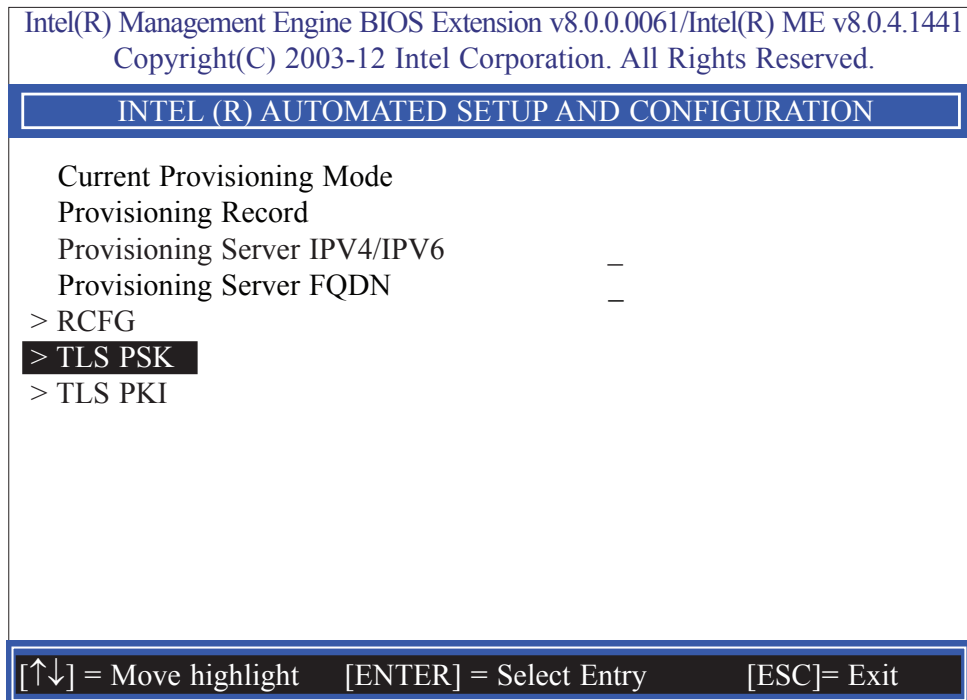 Intel(R) Management Engine BIOS Extension v8.0.0.0061/Intel(R) ME v8.0.4.1441
Copyright(C) 2003-12 Intel Corporation. All Rights Reserved.
INTEL (R) AUTOMATED SETUP AND CONFIGURATION
Current Provisioning Mode
Provisioning Record
Provisioning Server IPV4/IPV6 _
Provisioning Server FQDN _
> RCFG
> TLS PSK
> TLS PKI
[↑↓] = Move highlight [ENTER] = Select Entry [ESC]= Exit